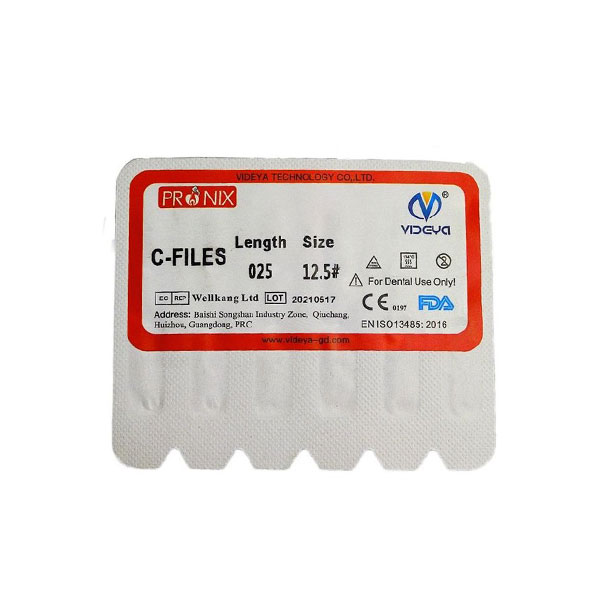 VIDEYA TECHNOLOGY CO,.LTD.
PRONIX
VIDEYA ®
C-FILES
Length Size
025 12.5#
For Dental Use Only!
EC REP Wellkang Ltd LOT 20210517
CE 0197 FDA
Address: Baishi Songshan Industry Zone, Qiuchang,
Huizhou, Guangdong, PRC
EN ISO13485: 2016
www.videya-gd.com